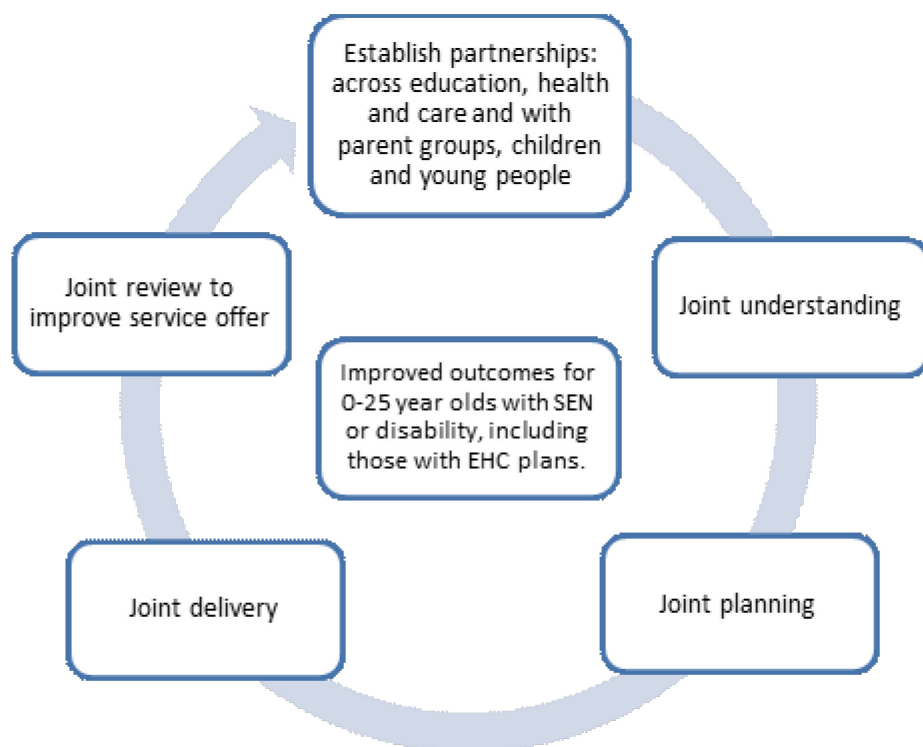 Establish partnerships:
across education, health
and care and with
parent groups, children
and young people
Joint understanding
Joint planning
Joint delivery
Joint review to
improve service offer
Improved outcomes for
0-25 year olds with SEN
or disability, including
those with EHC plans.